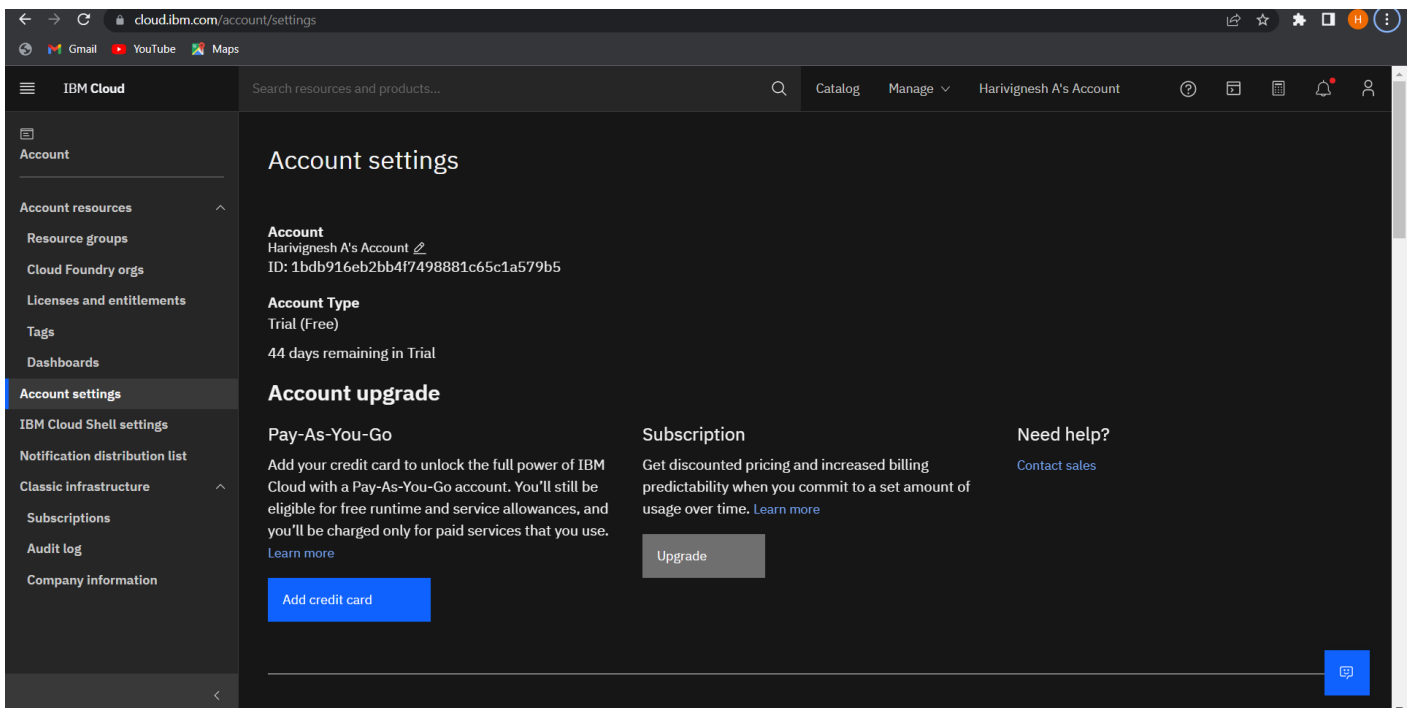 cloud.ibm.com/account/settings
H
Gmail YouTube Maps
IBM Cloud
Search resources and products...
Catalog
Manage
Harivignesh A's Account
Account
Account resources
Resource groups
Cloud Foundry orgs
Licenses and entitlements
Tags
Dashboards
Account settings
IBM Cloud Shell settings
Notification distribution list
Classic infrastructure
Subscriptions
Audit log
Company information
Account settings
Account
Harivignesh A's Account
ID: 1bdb916eb2bb4f7498881c65c1a579b5
Account Type
Trial (Free)
44 days remaining in Trial
Account upgrade
Pay-As-You-Go
Add your credit card to unlock the full power of IBM
Cloud with a Pay-As-You-Go account. You'll still be
eligible for free runtime and service allowances, and
you'll be charged only for paid services that you use.
Learn more
Add credit card
Subscription
Get discounted pricing and increased billing
predictability when you commit to a set amount of
usage over time. Learn more
Upgrade
Need help?
Contact sales